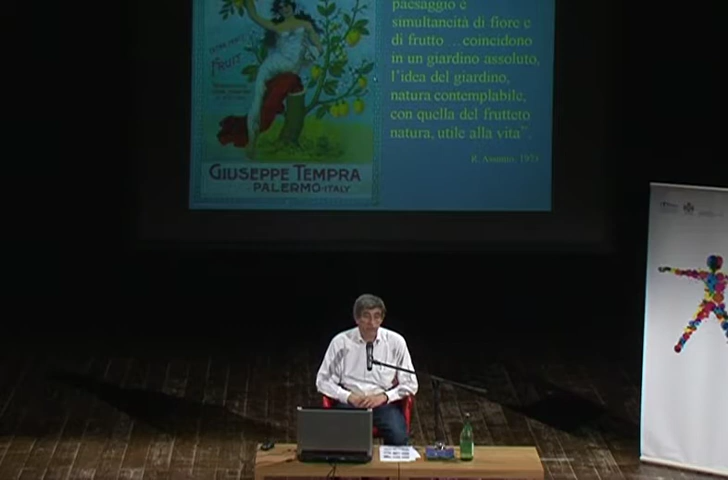 FRUIT
GIUSEPPE TEMPRA
PALERMO-ITALY
paesaggio e
simultaneità di fiore e
di frutto ... coincidono
in un giardino assoluto,
l'idea del giardino,
natura contemplabile,
con quella del frutteto
natura, utile alla vita".